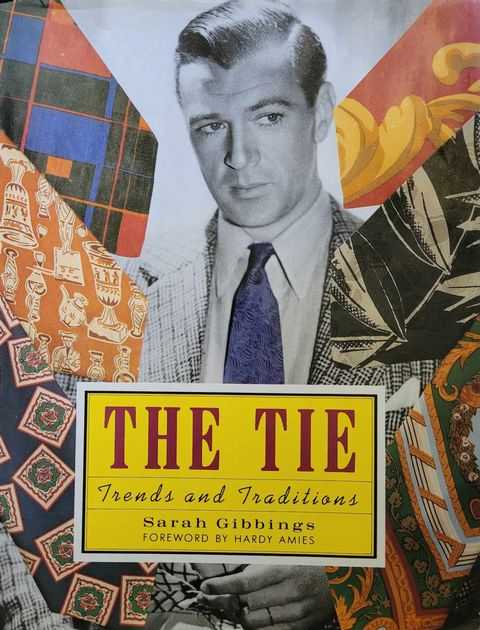 THE TIE
Trends and Traditions
Sarah Gibbings
FOREWORD BY HARDY AMIES